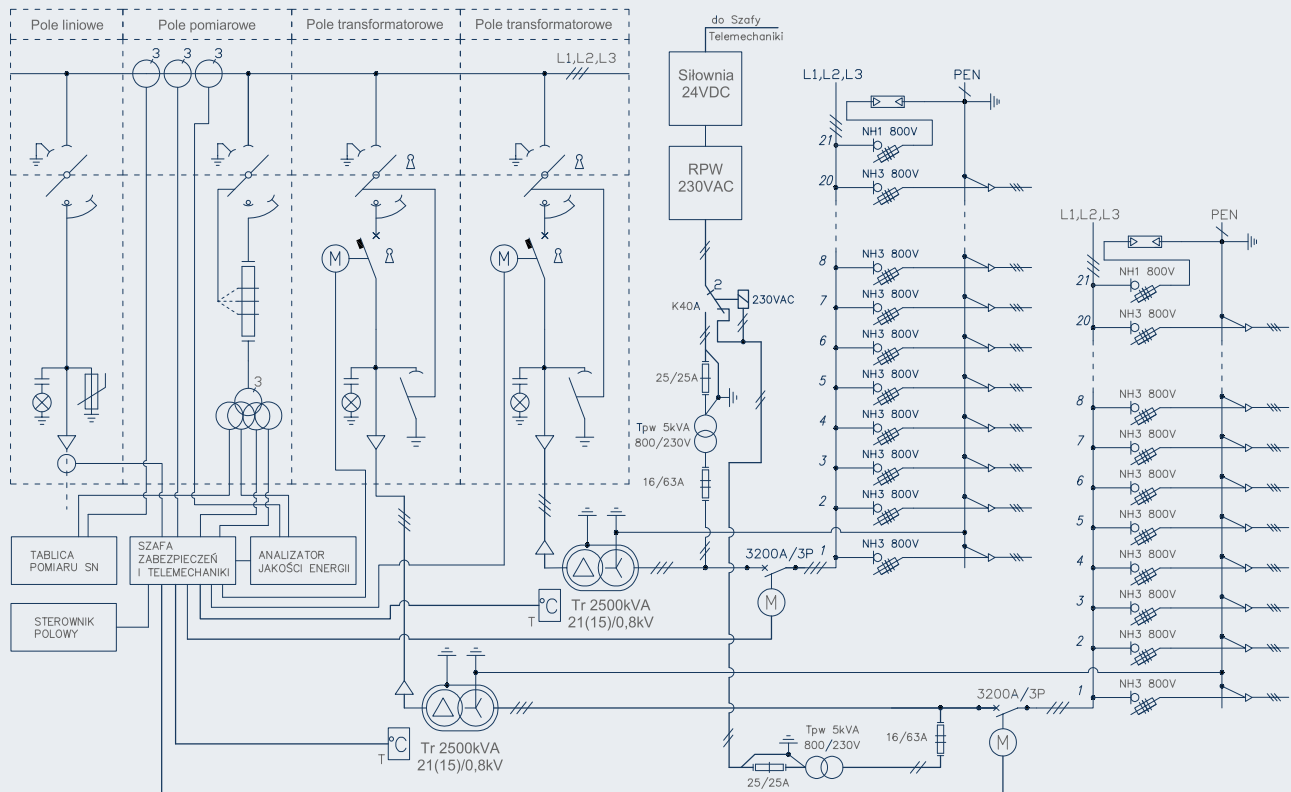 Pole liniowe
Pole pomiarowe
Pole transformatorowe
Pole transformatorowe
3
3
3
L1,L2,L3
M
M
3
TABLICA
POMIARU SN
SZAFA
ZABEZPIECZEŃ
I TELEMECHANIKI
ANALIZATOR
JAKOŚCI ENERGII
STEROWNIK
POLOWY
do Szafy
Telemechaniki
Siłownia
24VDC
RPW
230VAC
2
K40A
230VAC
25/25A
Tpw 5kVA
800/230V
16/63A
°C
T
Tr 2500kVA
21(15)/0,8kV
3200A/3P
M
L1,L2,L3
PEN
21
NH1 800V
20
NH3 800V
8
NH3 800V
7
NH3 800V
6
NH3 800V
5
NH3 800V
4
NH3 800V
3
NH3 800V
2
NH3 800V
1
NH3 800V
°C
T
Tr 2500kVA
21(15)/0,8kV
25/25A
Tpw 5kVA
800/230V
16/63A
3200A/3P
M
L1,L2,L3
PEN
21
NH1 800V
20
NH3 800V
8
NH3 800V
7
NH3 800V
6
NH3 800V
5
NH3 800V
4
NH3 800V
3
NH3 800V
2
NH3 800V
1
NH3 800V